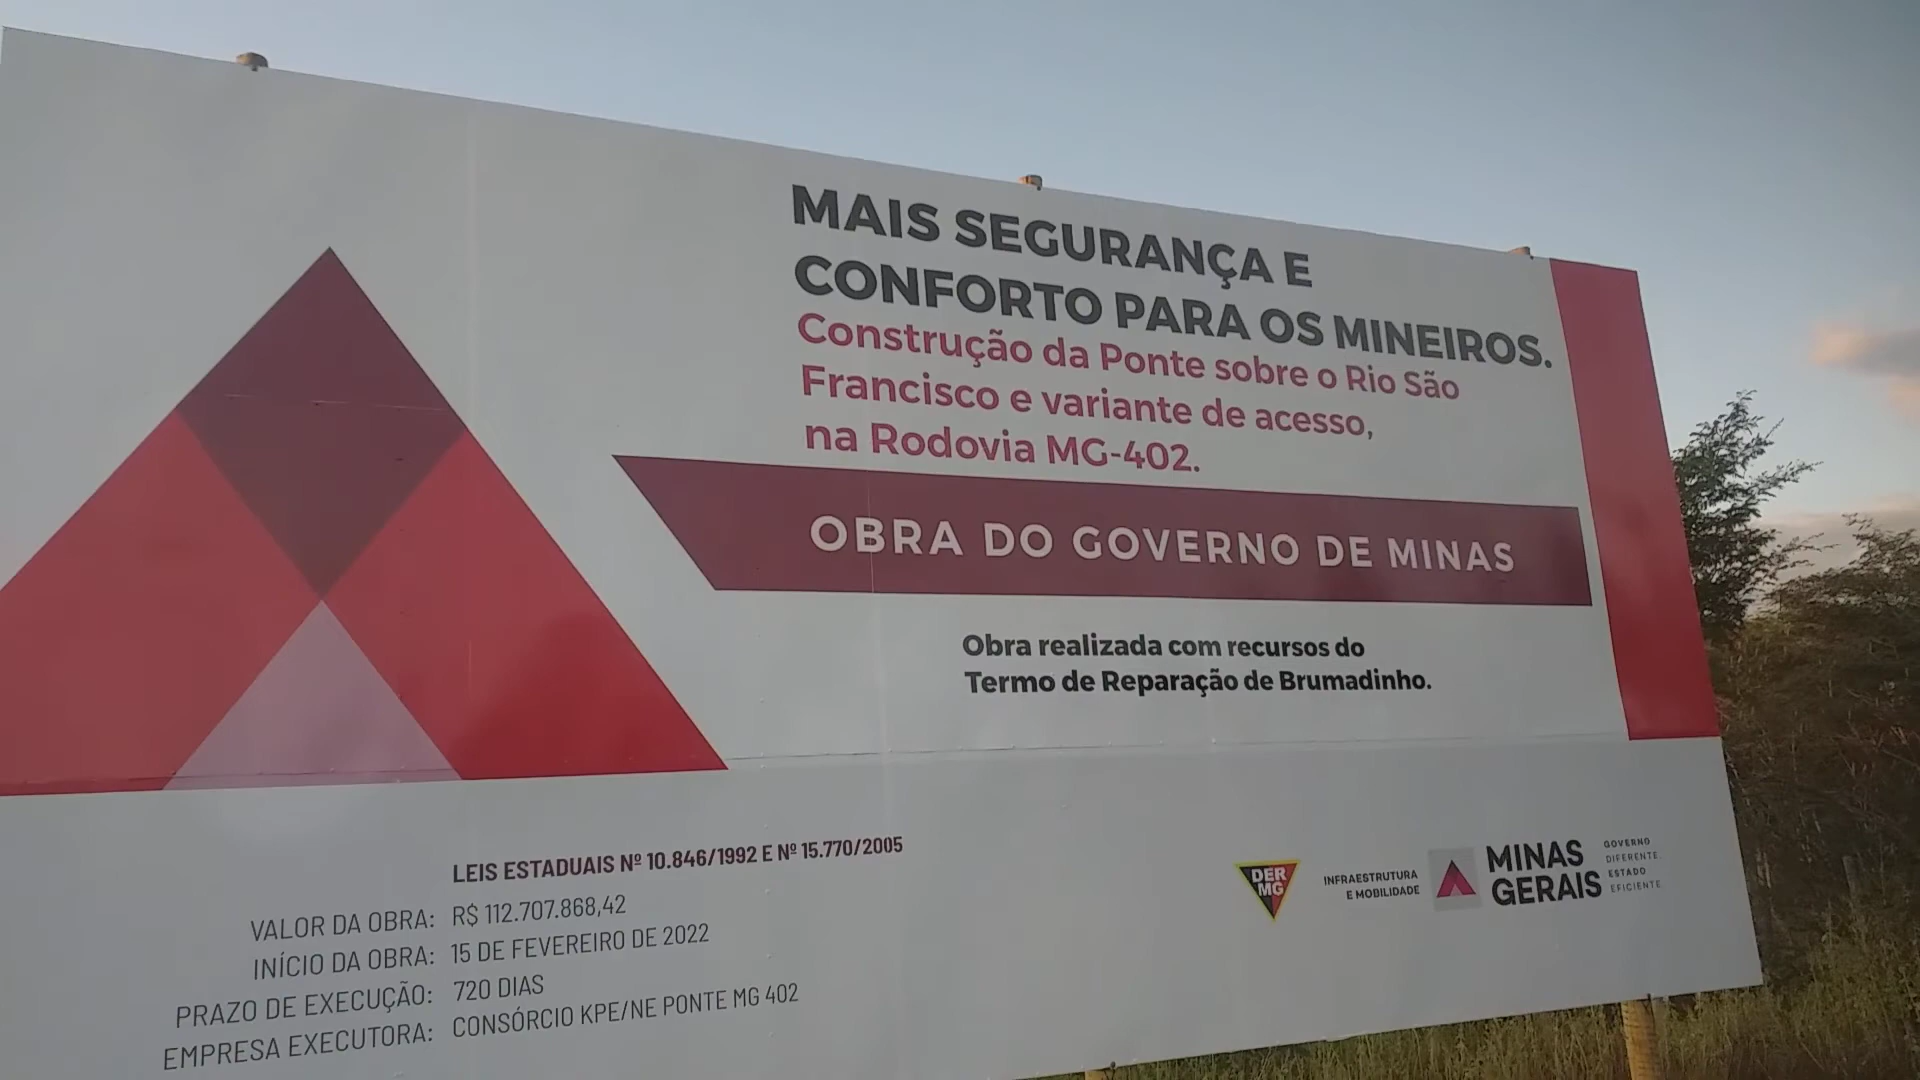 MAIS SEGURANÇA E
CONFORTO PARA OS MINEIROS.
Construção da Ponte sobre o Rio São
Francisco e variante de acesso,
na Rodovia MG-402.
OBRA DO GOVERNO DE MINAS
Obra realizada com recursos do
Termo de Reparação de Brumadinho.
LEIS ESTADUAIS Nº 10.846/1992 E Nº 15.770/2005
VALOR DA OBRA: R$ 112.707.868,42
INÍCIO DA OBRA: 15 DE FEVEREIRO DE 2022
PRAZO DE EXECUÇÃO: 720 DIAS
EMPRESA EXECUTORA: CONSÓRCIO KPE/NE PONTE MG 402
DER
MG
INFRAESTRUTURA
E MOBILIDADE
MINAS
GERAIS
GOVERNO
DIFERENTE.
ESTADO
EFICIENTE